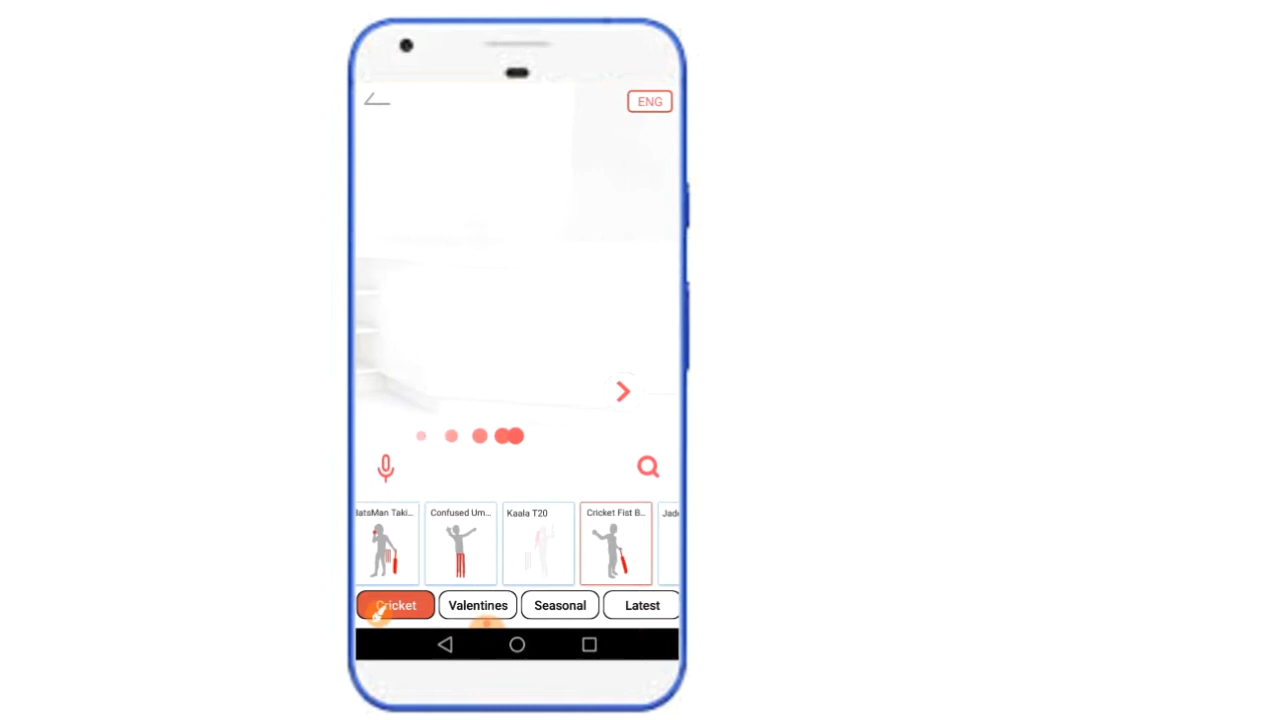 ENG
Confused Um...
Kaala T20
Cricket Fist B...
Cricket
Valentines
Seasonal
Latest